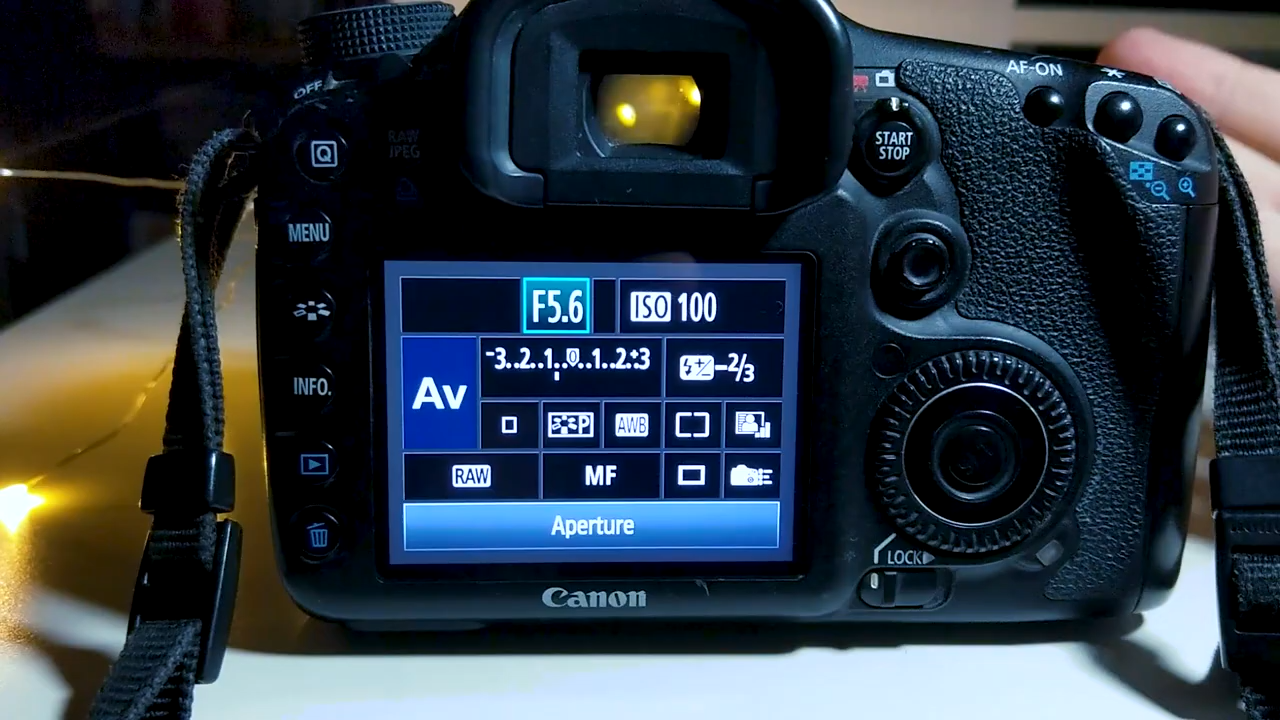 AF-ON
OFF
START
STOP
RAW
JPEG
Q
MENU
INFO.
F5.6
ISO 100
Av
-3..2..1..0..1..2.+3
-2/3
P
AWB
RAW
MF
Aperture
LOCK
Canon